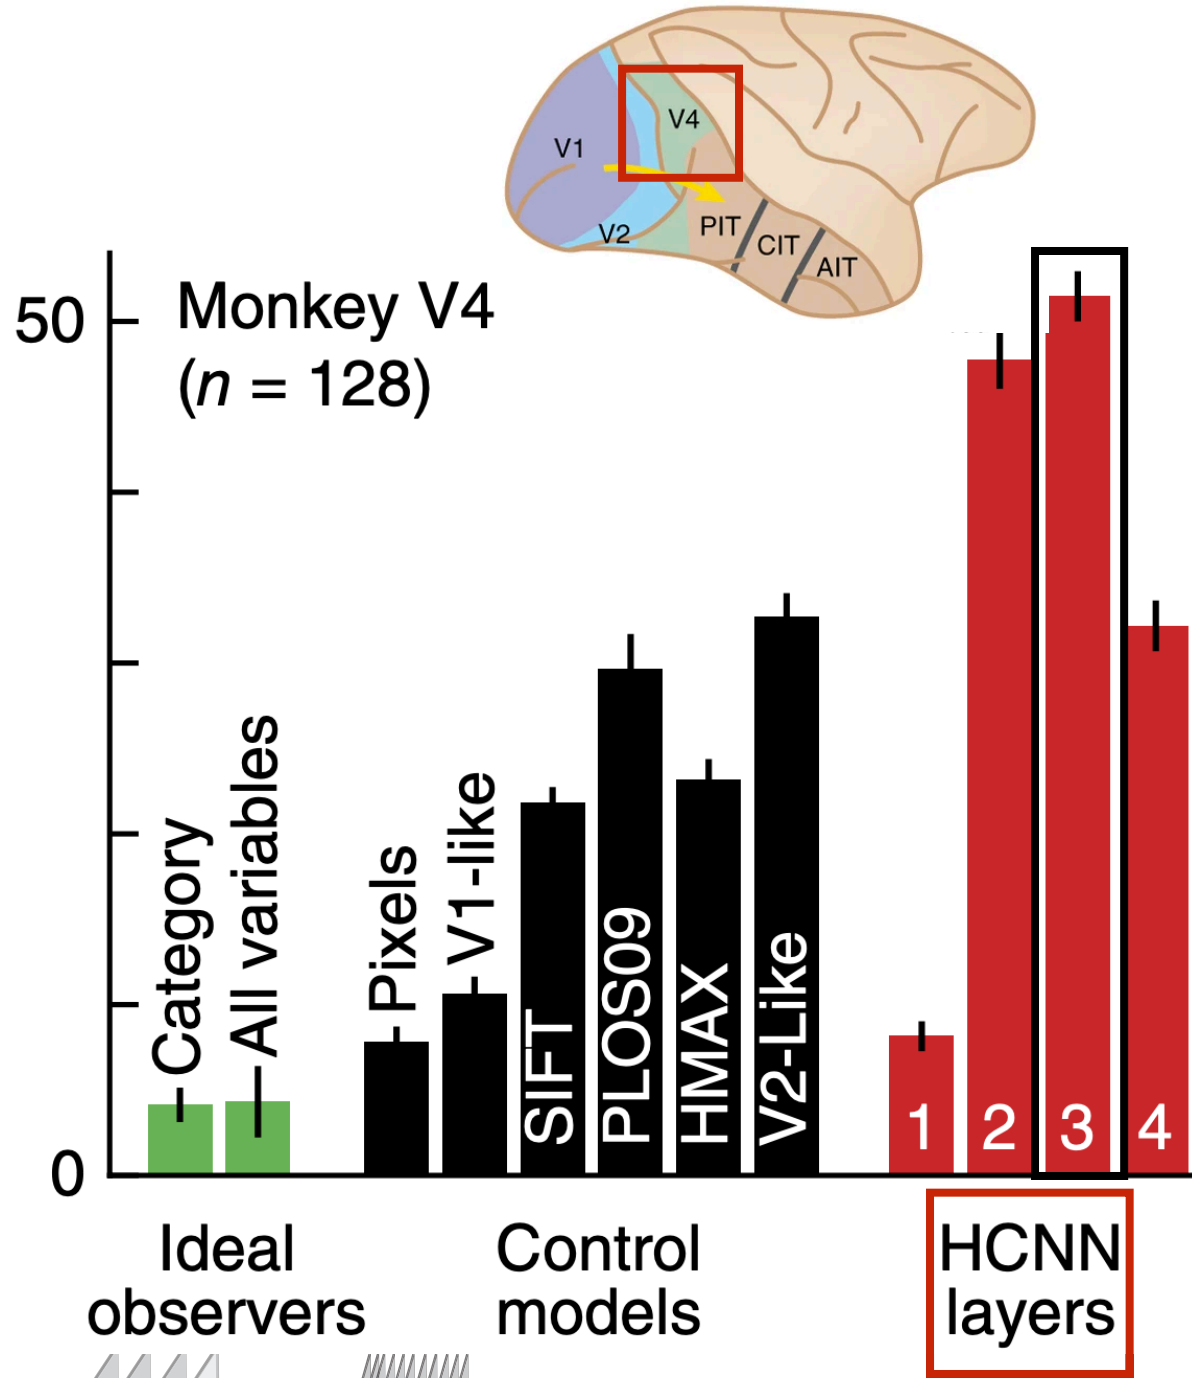 V1
V4
V2
PIT
CIT
AIT
50
Monkey V4
(n = 128)
0
Category
All variables
Pixels
V1-like
SIFT
PLOS09
HMAX
V2-Like
1
2
3
4
Ideal
observers
Control
models
HCNN
layers